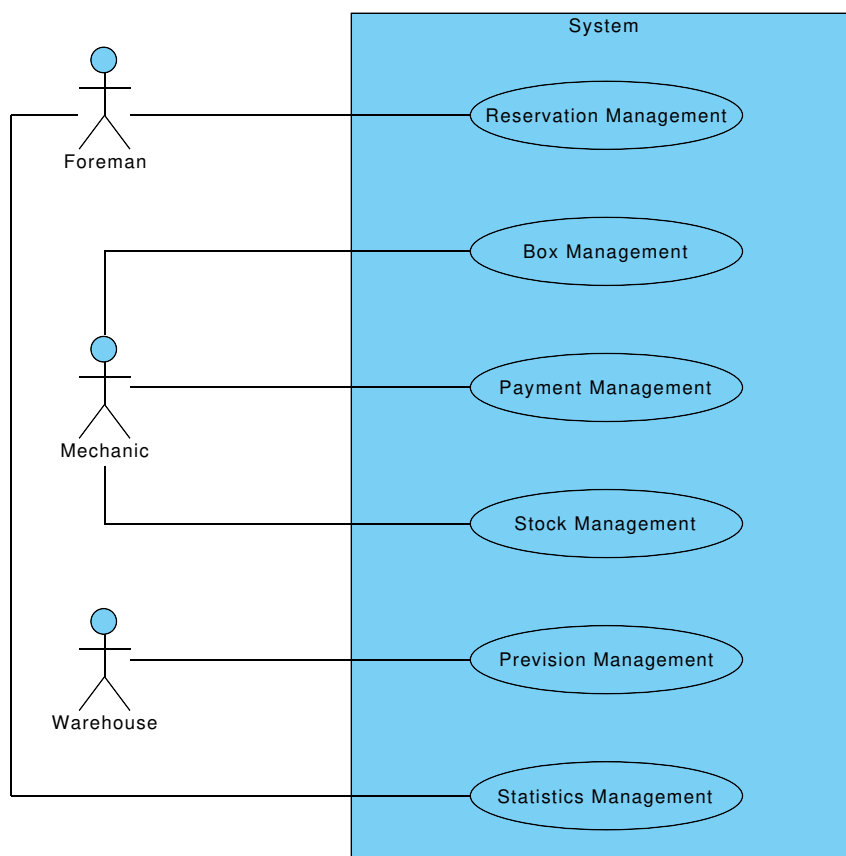 System
Reservation Management
Foreman
Box Management
Payment Management
Mechanic
Stock Management
Prevision Management
Warehouse
Statistics Management